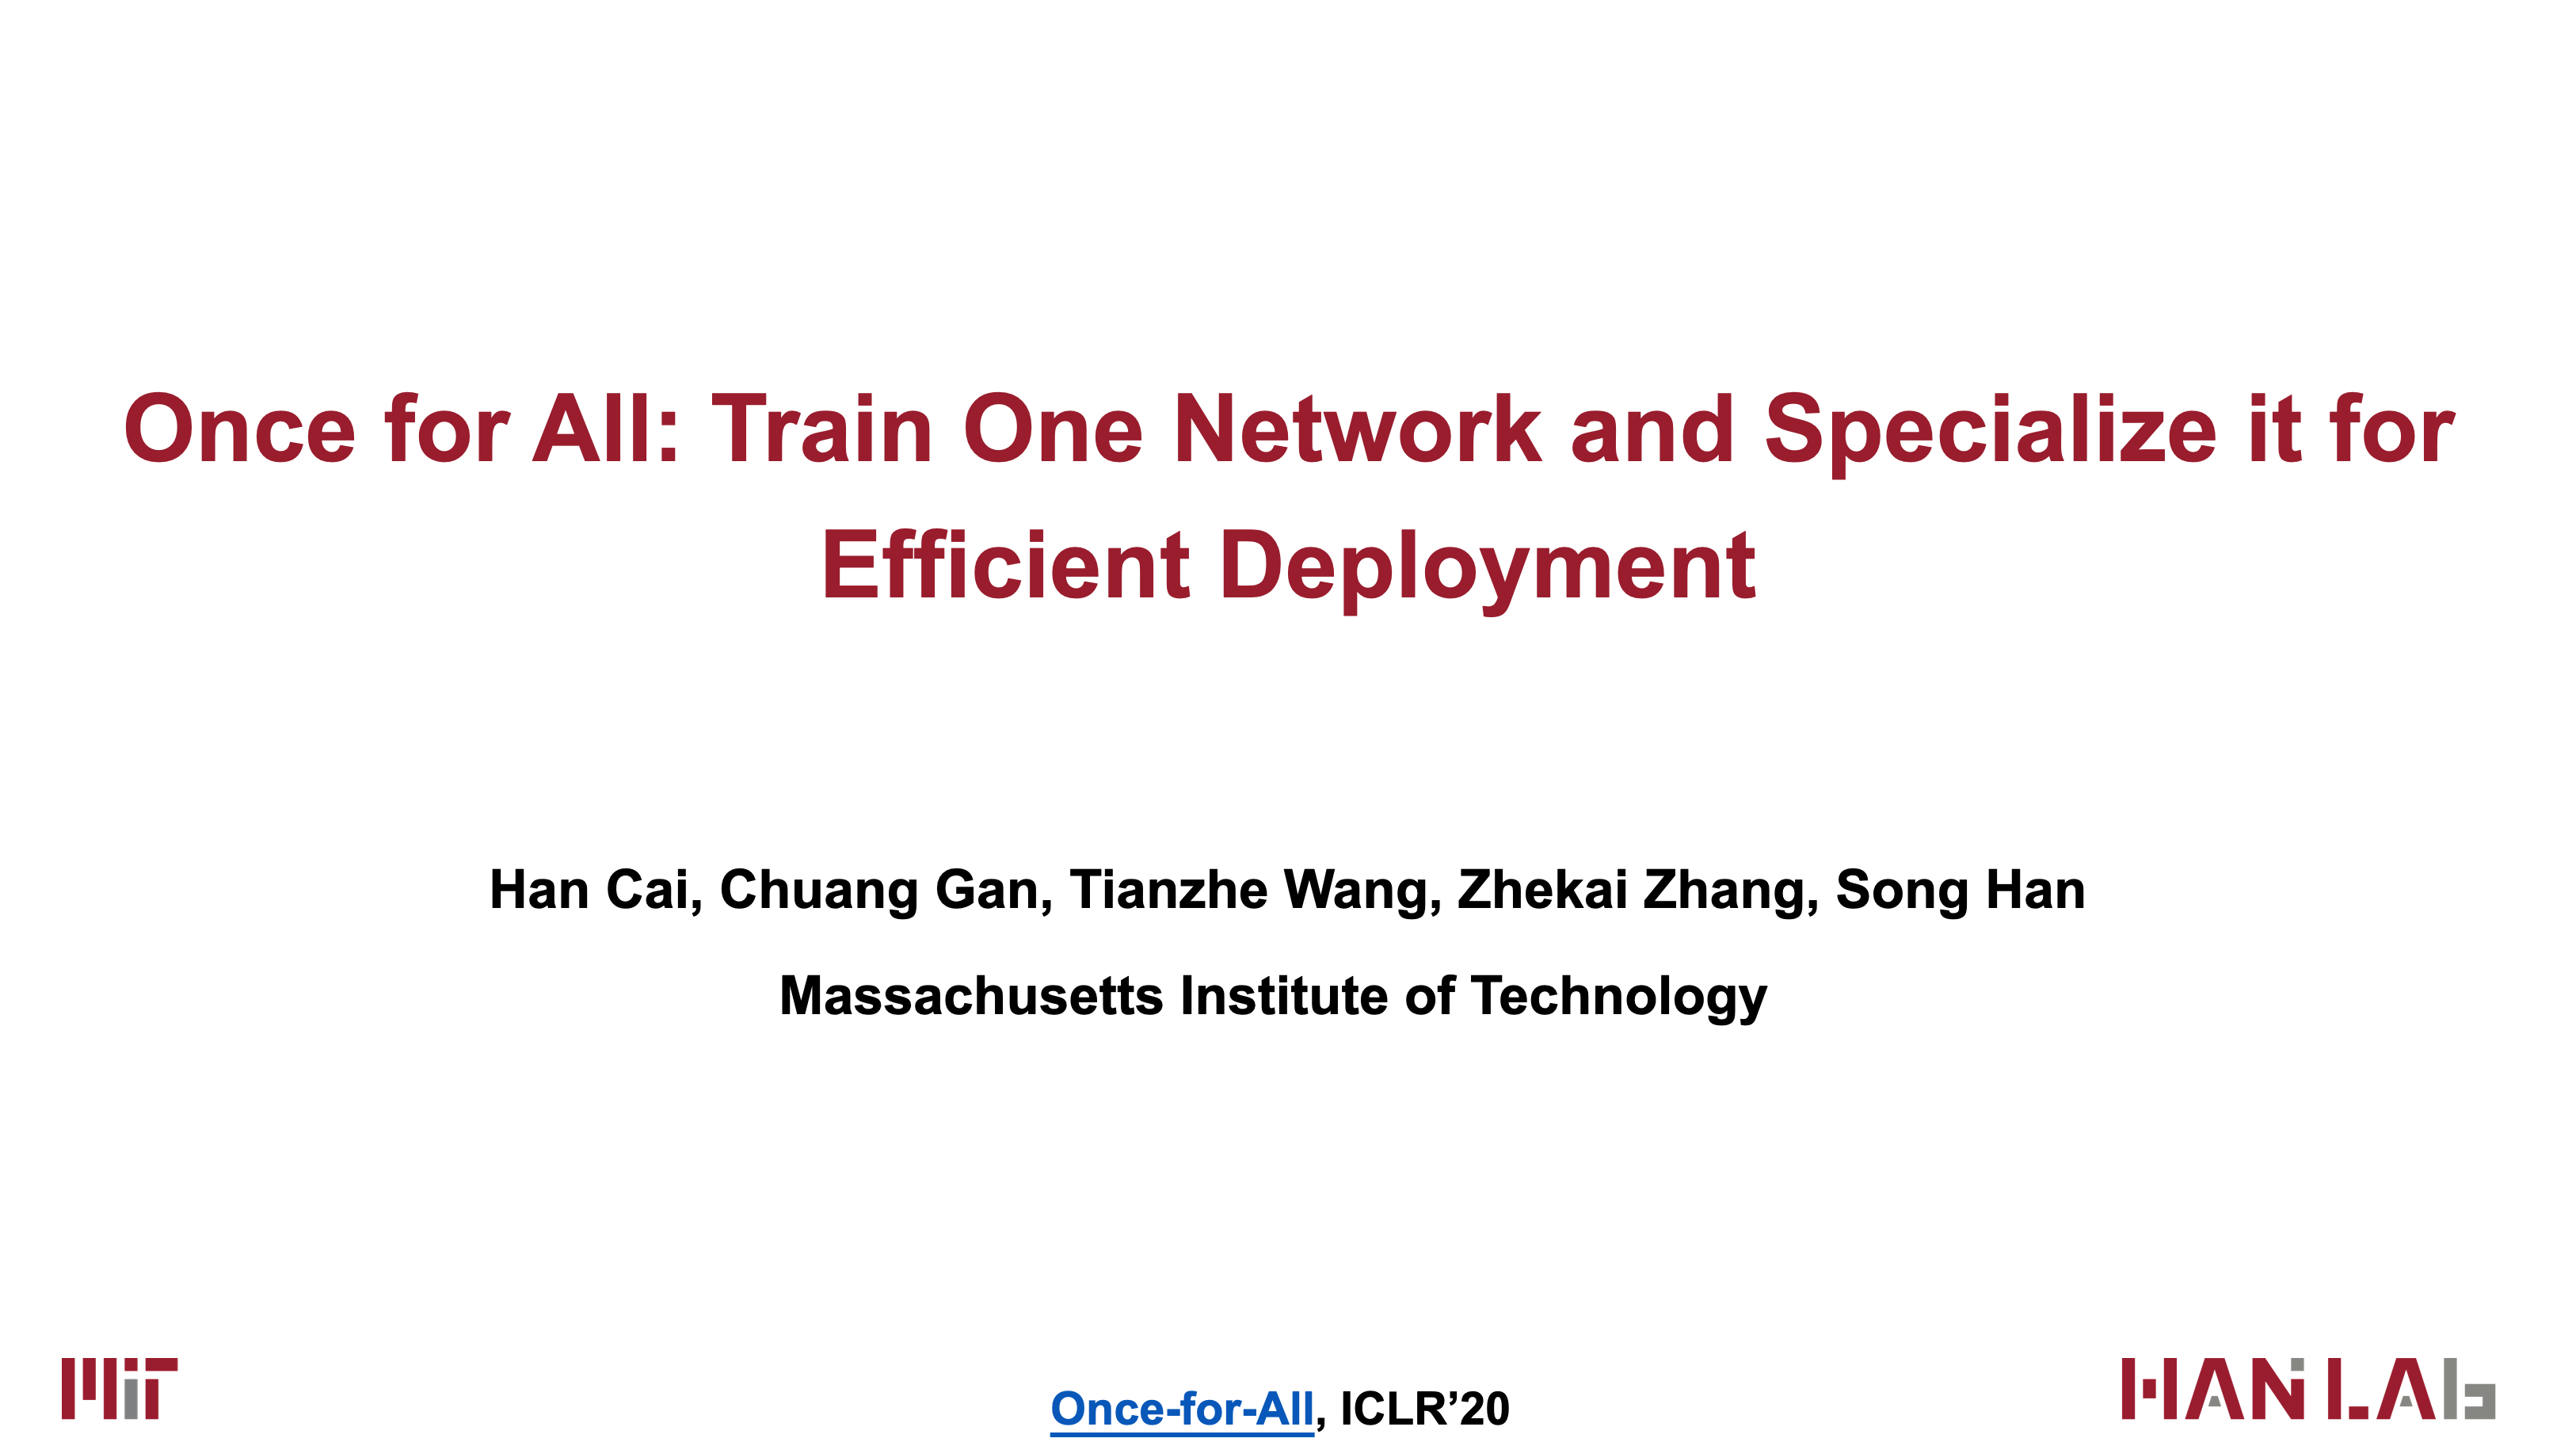 Once for All: Train One Network and Specialize it for
Efficient Deployment
Han Cai, Chuang Gan, Tianzhe Wang, Zhekai Zhang, Song Han
Massachusetts Institute of Technology
MiT
Once-for-All, ICLR’20
HAN LAb